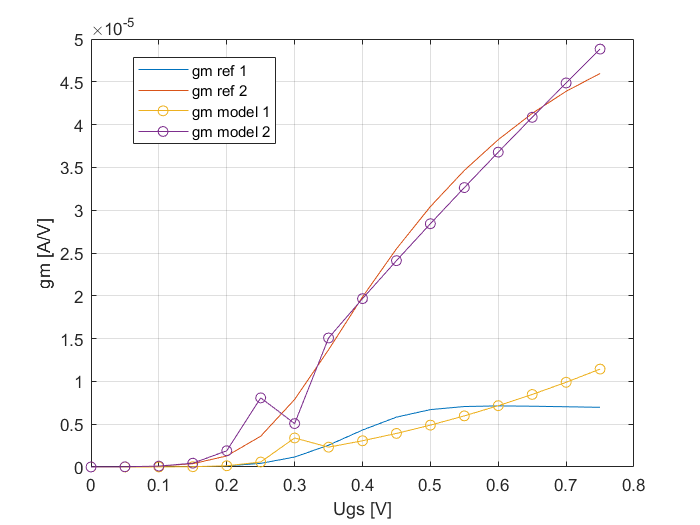 ×10-5
5
4.5
4
3.5
3
2.5
2
1.5
1
0.5
0
gm [A/V]
gm ref 1
gm ref 2
gm model 1
gm model 2
0 0.1 0.2 0.3 0.4 0.5 0.6 0.7 0.8
Ugs [V]